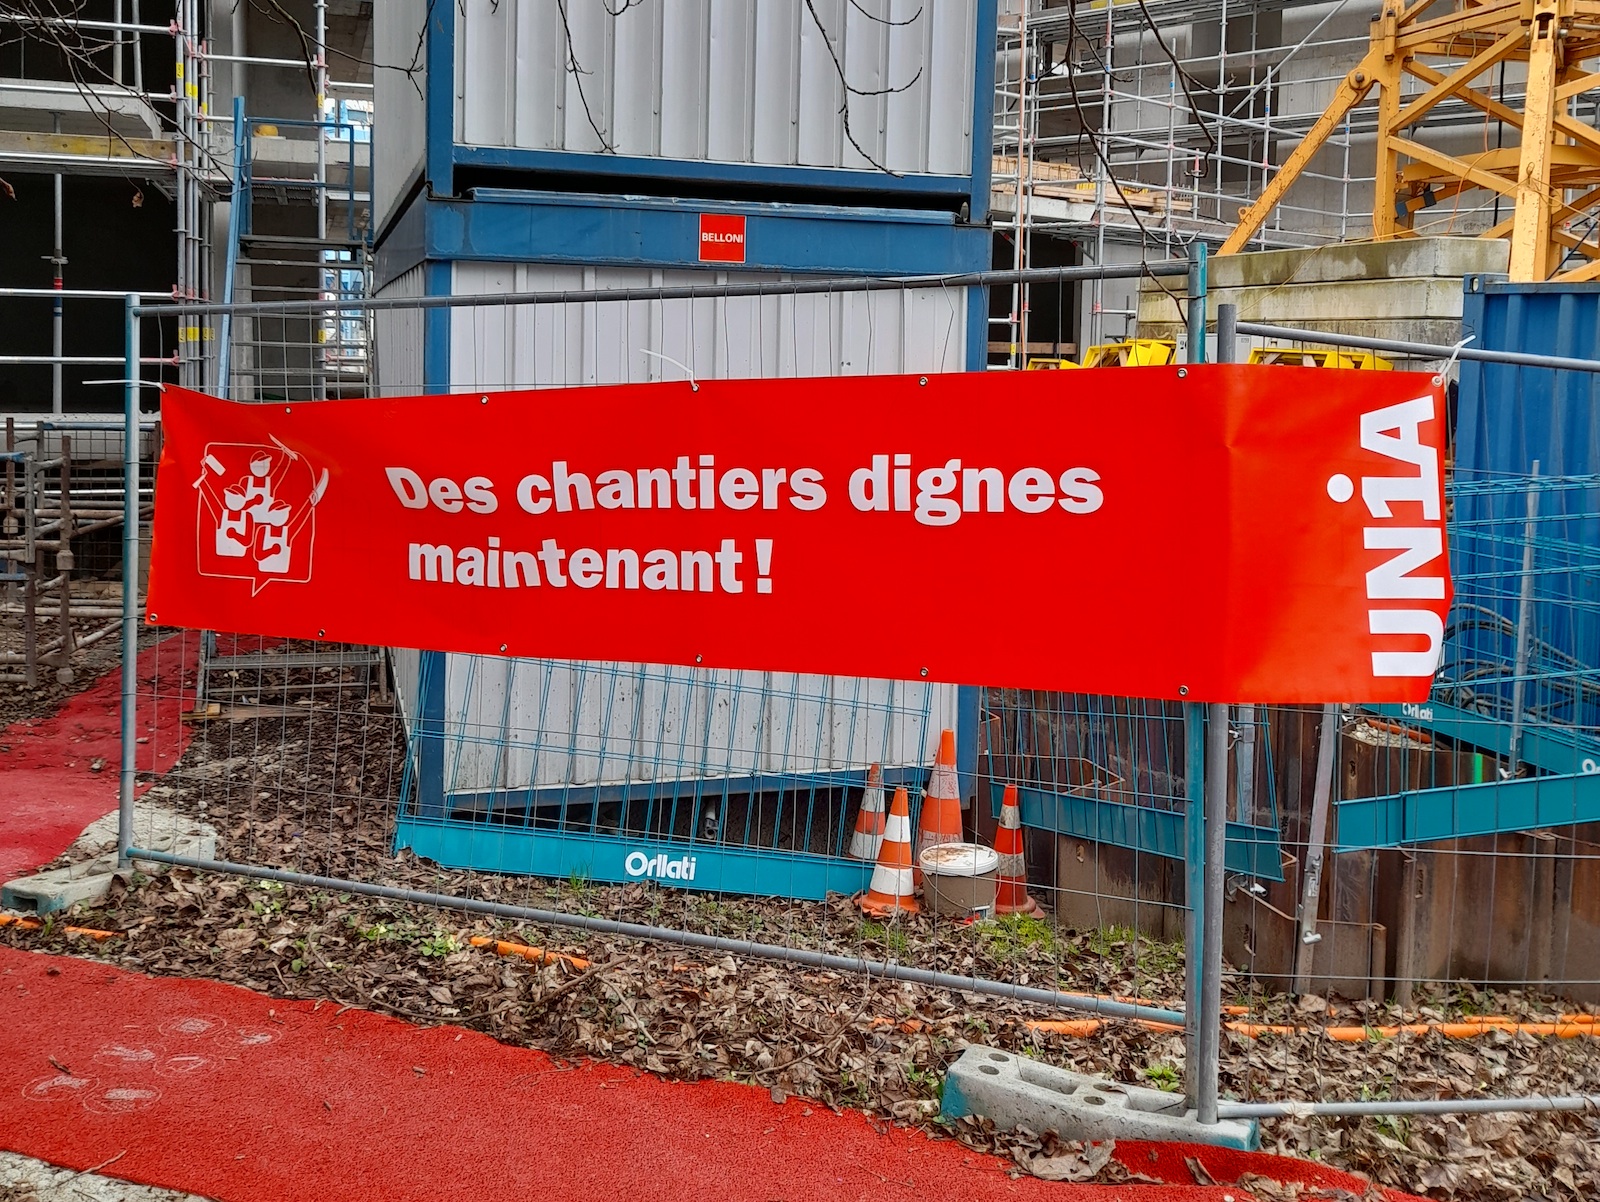 BELLONI
Des chantiers dignes
maintenant !
UNiA
Orllati
Orllati